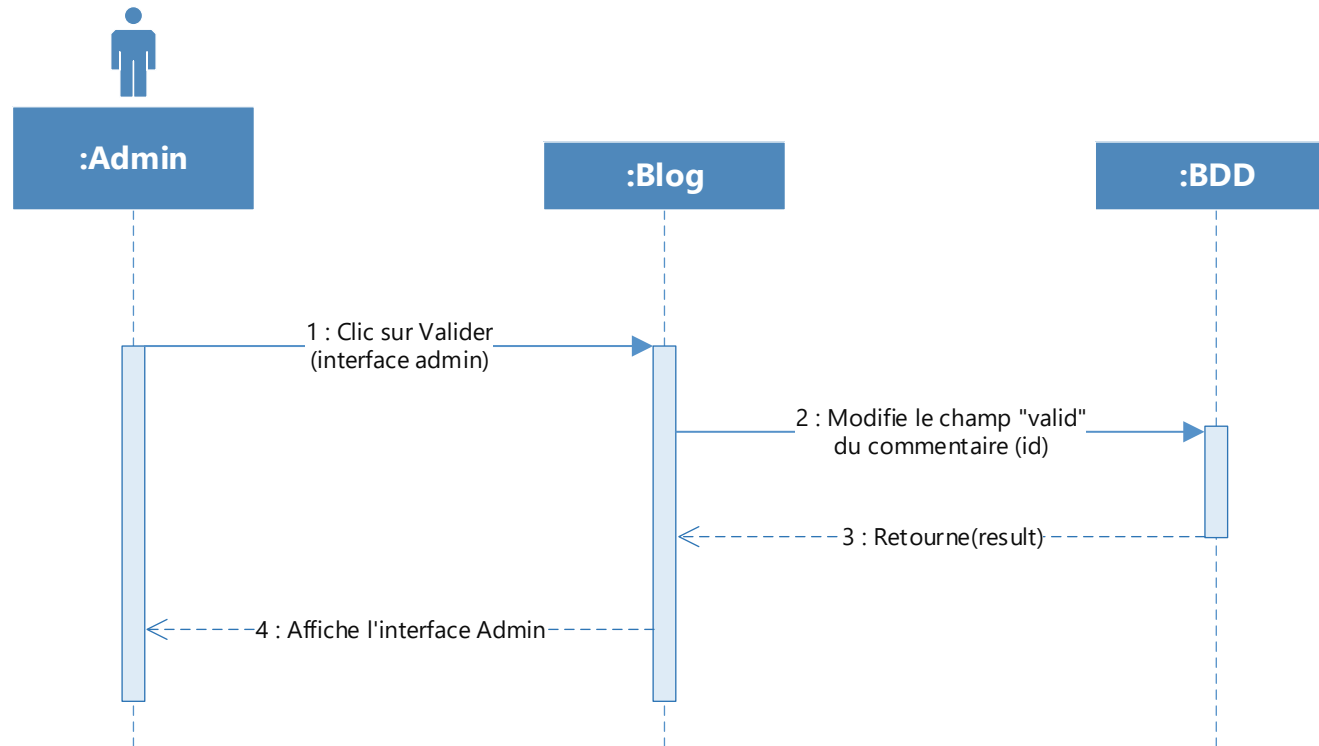 :Admin
:Blog
:BDD
1 : Clic sur Valider
(interface admin)
2 : Modifie le champ "valid"
du commentaire (id)
3 : Retourne(result)
4 : Affiche l'interface Admin